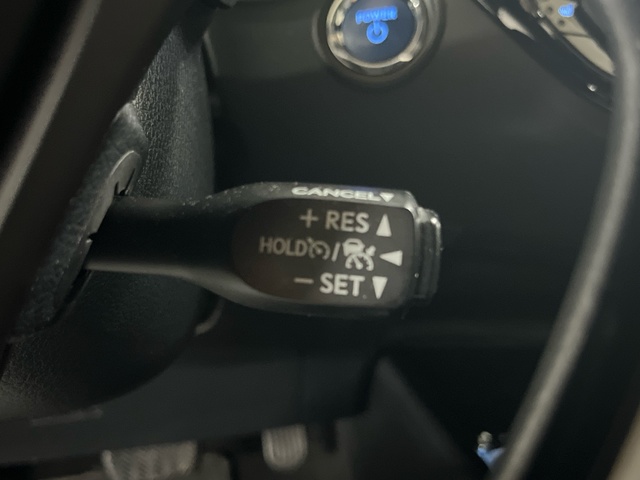 POWER
CANCEL
+ RES
HOLD /
− SET